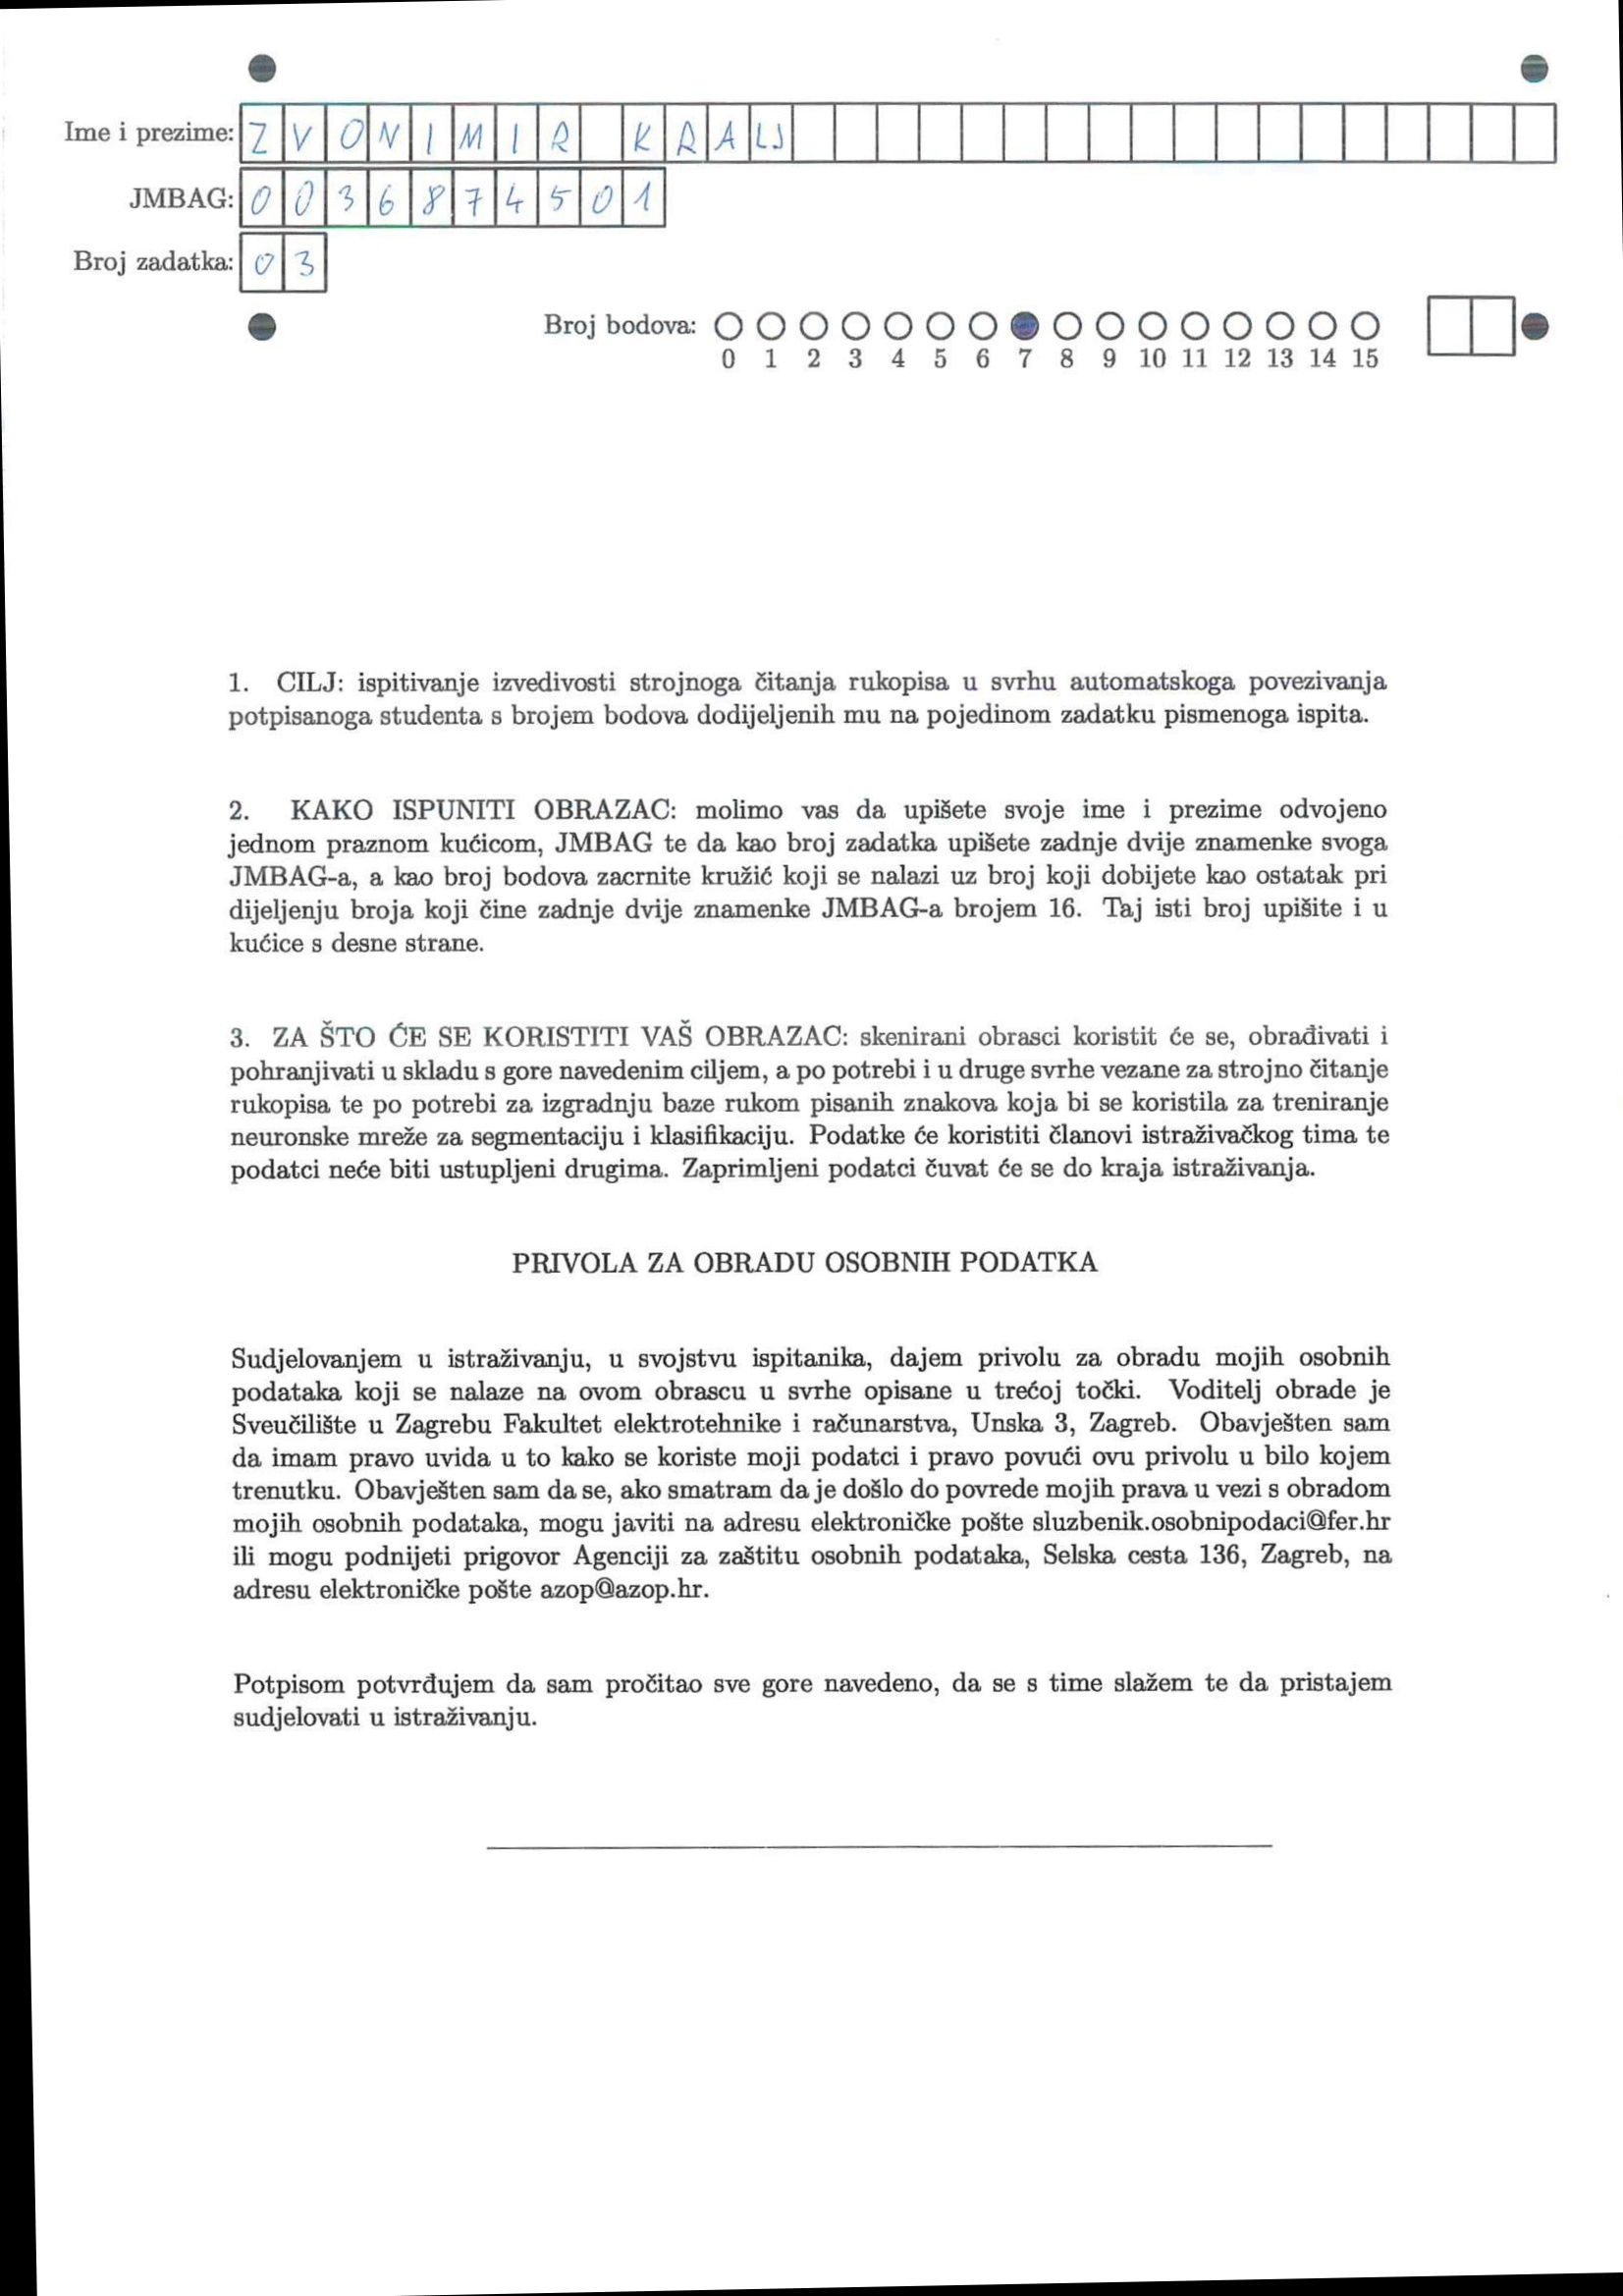 Ime i prezime: ZVONIMIR KRALJ
JMBAG: 0036874501
Broj zadatka: 03
Broj bodova:
0 1 2 3 4 5 6 7 8 9 10 11 12 13 14 15
1. CILJ: ispitivanje izvedivosti strojnoga čitanja rukopisa u svrhu automatskoga povezivanja
potpisanoga studenta s brojem bodova dodijeljenih mu na pojedinom zadatku pismenoga ispita.
2. KAKO ISPUNITI OBRAZAC: molimo vas da upišete svoje ime i prezime odvojeno
jednom praznom kućicom, JMBAG te da kao broj zadatka upišete zadnje dvije znamenke svoga
JMBAG-a, a kao broj bodova zacrnite kružić koji se nalazi uz broj koji dobijete kao ostatak pri
dijeljenju broja koji čine zadnje dvije znamenke JMBAG-a brojem 16. Taj isti broj upišite i u
kućice s desne strane.
3. ZA ŠTO ĆE SE KORISTITI VAŠ OBRAZAC: skenirani obrasci koristit će se, obrađivati i
pohranjivati u skladu s gore navedenim ciljem, a po potrebi i u druge svrhe vezane za strojno čitanje
rukopisa te po potrebi za izgradnju baze rukom pisanih znakova koja bi se koristila za treniranje
neuronske mreže za segmentaciju i klasifikaciju. Podatke će koristiti članovi istraživačkog tima te
podatci neće biti ustupljeni drugima. Zaprimljeni podatci čuvat će se do kraja istraživanja.
PRIVOLA ZA OBRADU OSOBNIH PODATKA
Sudjelovanjem u istraživanju, u svojstvu ispitanika, dajem privolu za obradu mojih osobnih
podataka koji se nalaze na ovom obrascu u svrhe opisane u trećoj točki. Voditelj obrade je
Sveučilište u Zagrebu Fakultet elektrotehnike i računarstva, Unska 3, Zagreb. Obavješten sam
da imam pravo uvida u to kako se koriste moji podatci i pravo povući ovu privolu u bilo kojem
trenutku. Obavješten sam da se, ako smatram da je došlo do povrede mojih prava u vezi s obradom
mojih osobnih podataka, mogu javiti na adresu elektroničke pošte sluzbenik.osobnipodaci@fer.hr
ili mogu podnijeti prigovor Agenciji za zaštitu osobnih podataka, Selska cesta 136, Zagreb, na
adresu elektroničke pošte azop@azop.hr.
Potpisom potvrđujem da sam pročitao sve gore navedeno, da se s time slažem te da pristajem
sudjelovati u istraživanju.